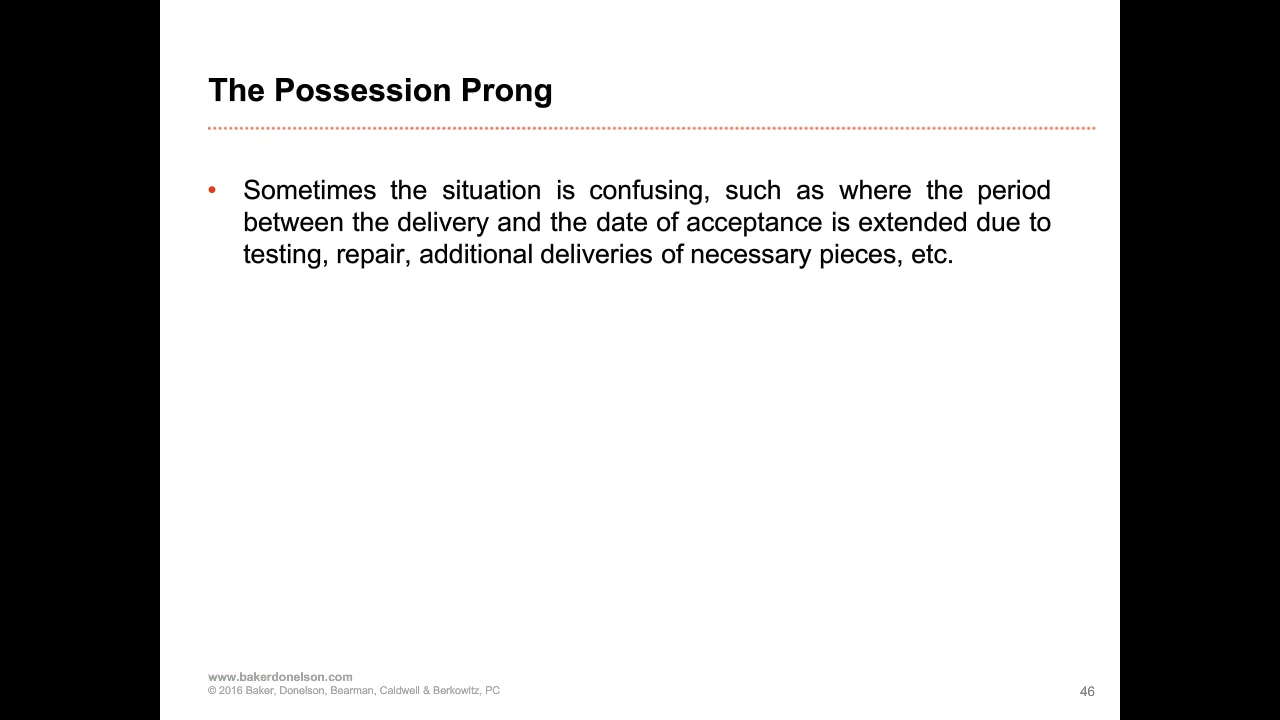 The Possession Prong
• Sometimes the situation is confusing, such as where the period
between the delivery and the date of acceptance is extended due to
testing, repair, additional deliveries of necessary pieces, etc.
www.bakerdonelson.com
© 2016 Baker, Donelson, Bearman, Caldwell & Berkowitz, PC
46